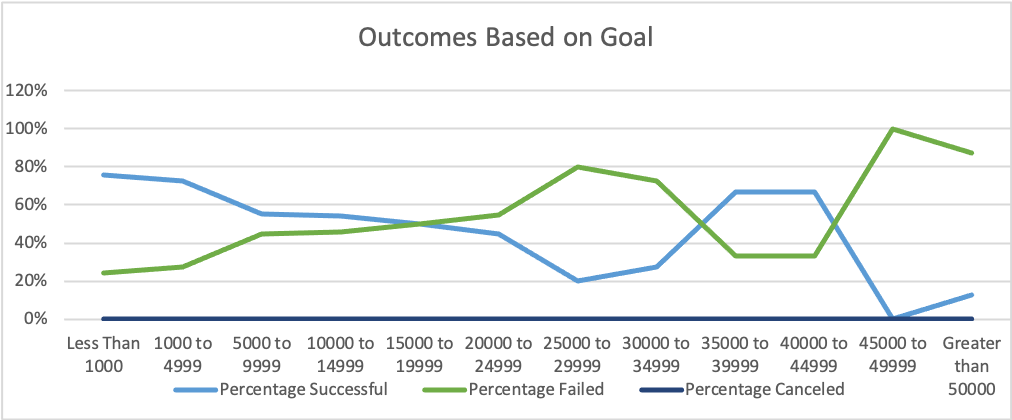 Outcomes Based on Goal
120%
100%
80%
60%
40%
20%
0%
Less Than 1000 to 5000 to 10000 to 15000 to 20000 to 25000 to 30000 to 35000 to 40000 to 45000 to Greater
1000 4999 9999 14999 19999 24999 29999 34999 39999 44999 49999 than
Percentage Successful Percentage Failed Percentage Canceled 50000